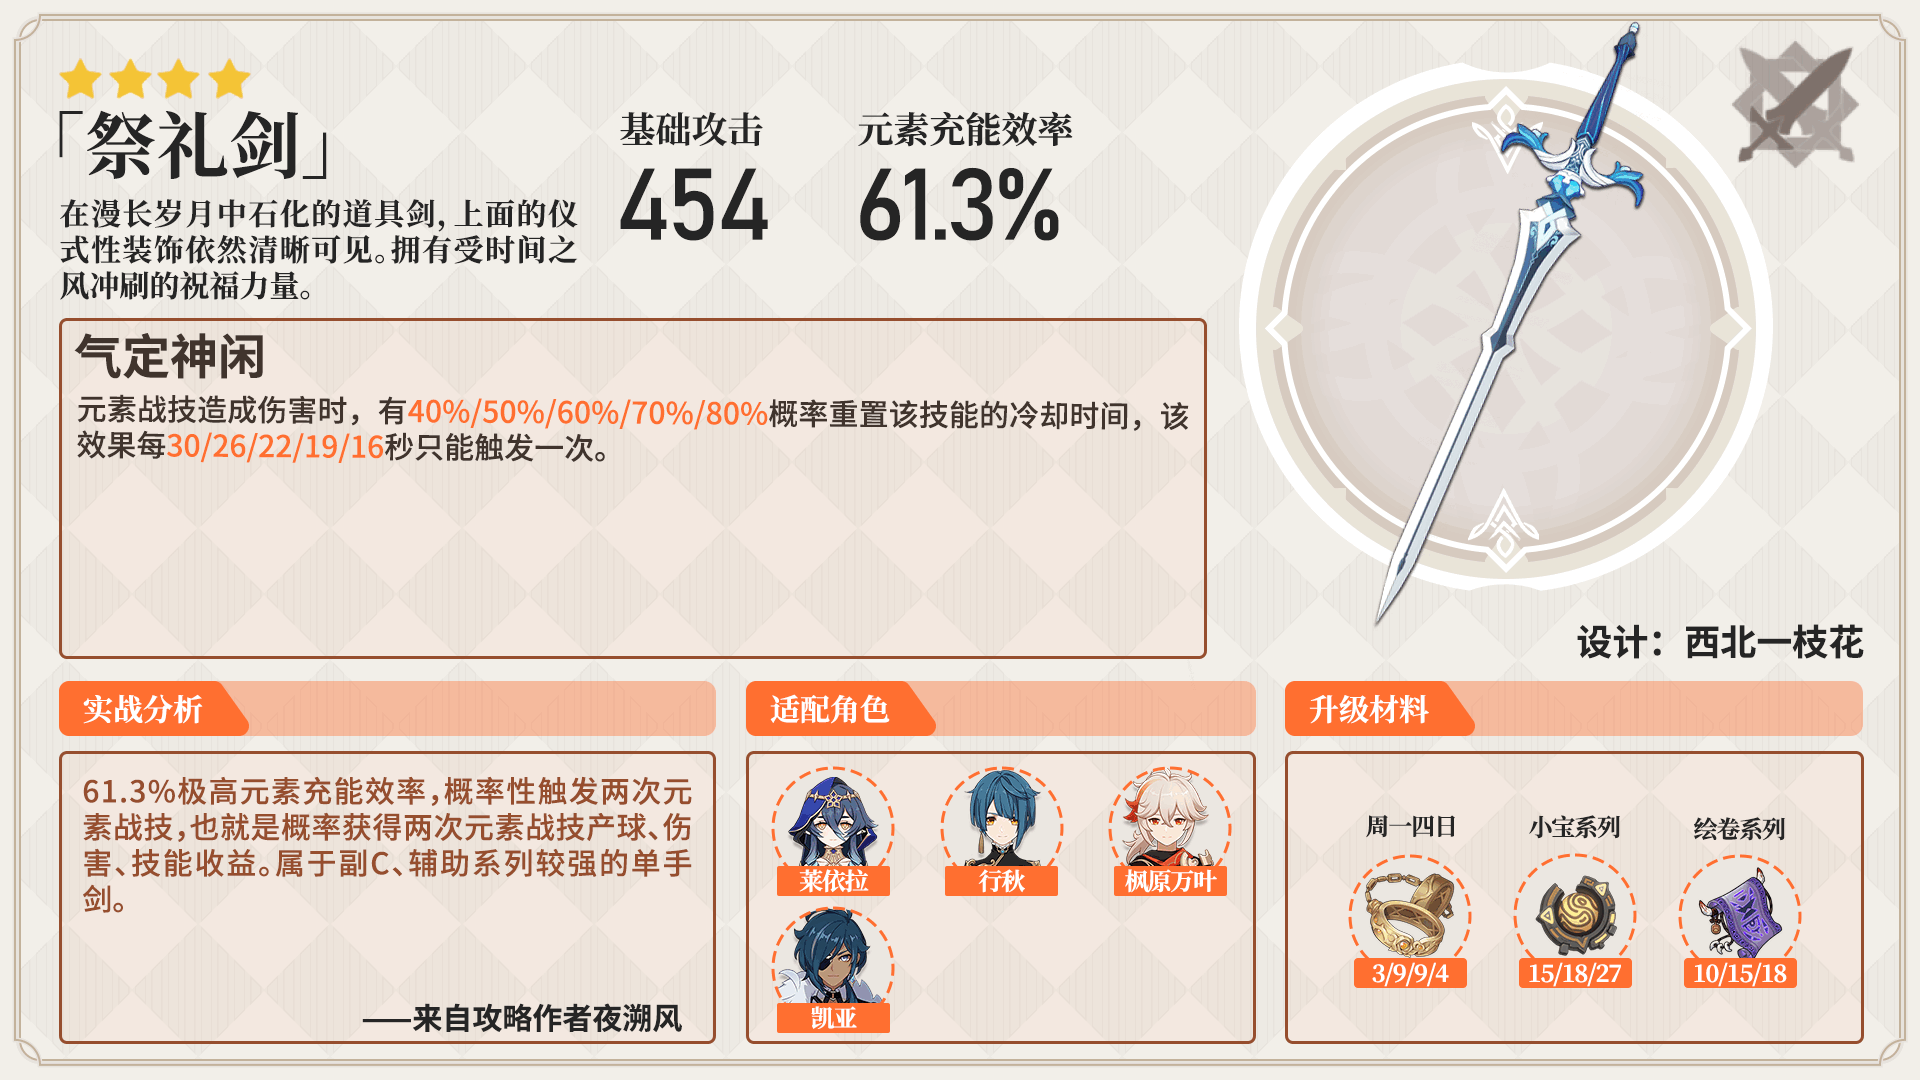 「祭礼剑」
在漫长岁月中石化的道具剑，上面的仪
式性装饰依然清晰可见。拥有受时间之
风冲刷的祝福力量。
基础攻击
454
元素充能效率
61.3%
气定神闲
元素战技造成伤害时，有40%/50%/60%/70%/80%概率重置该技能的冷却时间，该
效果每30/26/22/19/16秒只能触发一次。
设计：西北一枝花
实战分析
61.3%极高元素充能效率，概率性触发两次元
素战技，也就是概率获得两次元素战技产球、伤
害、技能收益。属于副C、辅助系列较强的单手
剑。
——来自攻略作者夜溯风
适配角色
莱依拉
行秋
枫原万叶
凯亚
升级材料
周一四日
小宝系列
绘卷系列
3/9/9/4
15/18/27
10/15/18